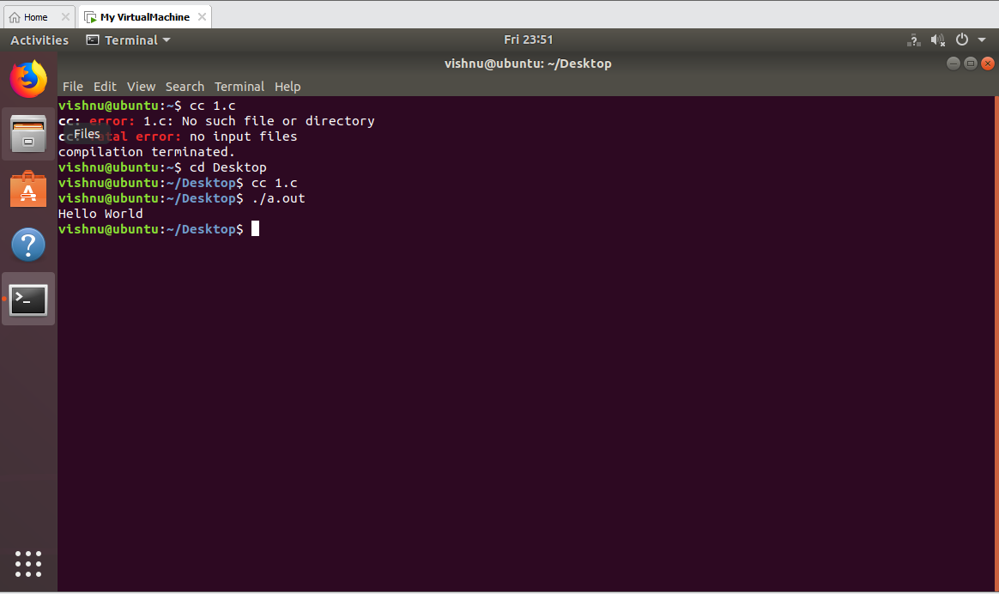 Home
My VirtualMachine
Activities
Terminal
Fri 23:51
vishnu@ubuntu: ~/Desktop
File Edit View Search Terminal Help
vishnu@ubuntu:~$ cc 1.c
cc: error: 1.c: No such file or directory
Files
error: no input files
compilation terminated.
vishnu@ubuntu:~$ cd Desktop
vishnu@ubuntu:~/Desktop$ cc 1.c
vishnu@ubuntu:~/Desktop$ ./a.out
Hello World
vishnu@ubuntu:~/Desktop$